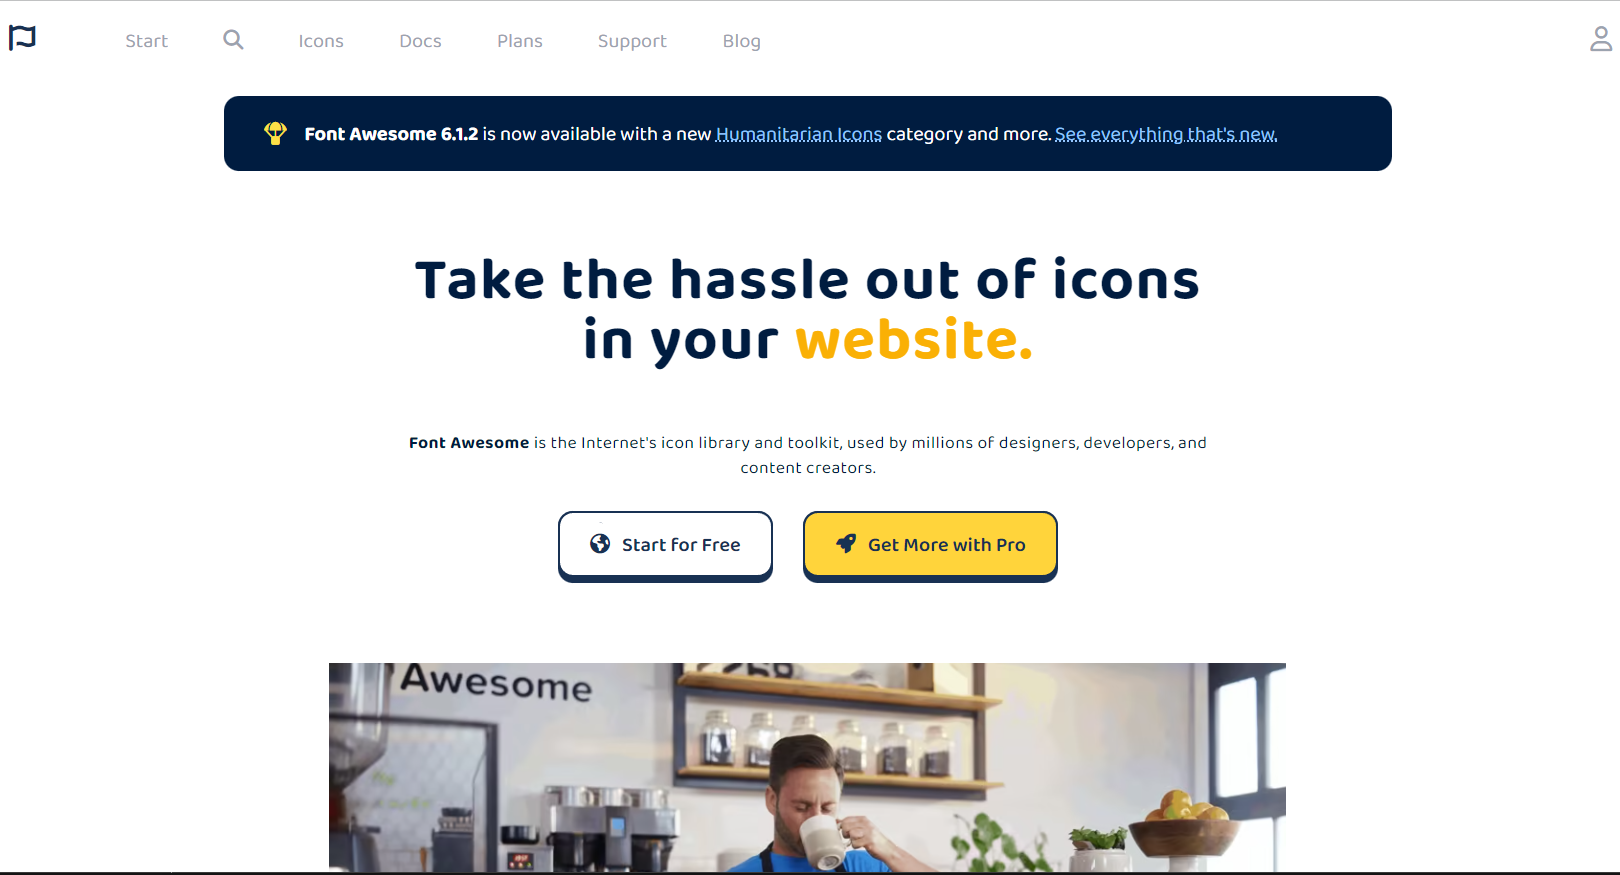 Start Icons Docs Plans Support Blog
Font Awesome 6.1.2 is now available with a new Humanitarian Icons category and more. See everything that's new.
Take the hassle out of icons
in your website.
Font Awesome is the Internet's icon library and toolkit, used by millions of designers, developers, and
content creators.
Start for Free Get More with Pro
Awesome